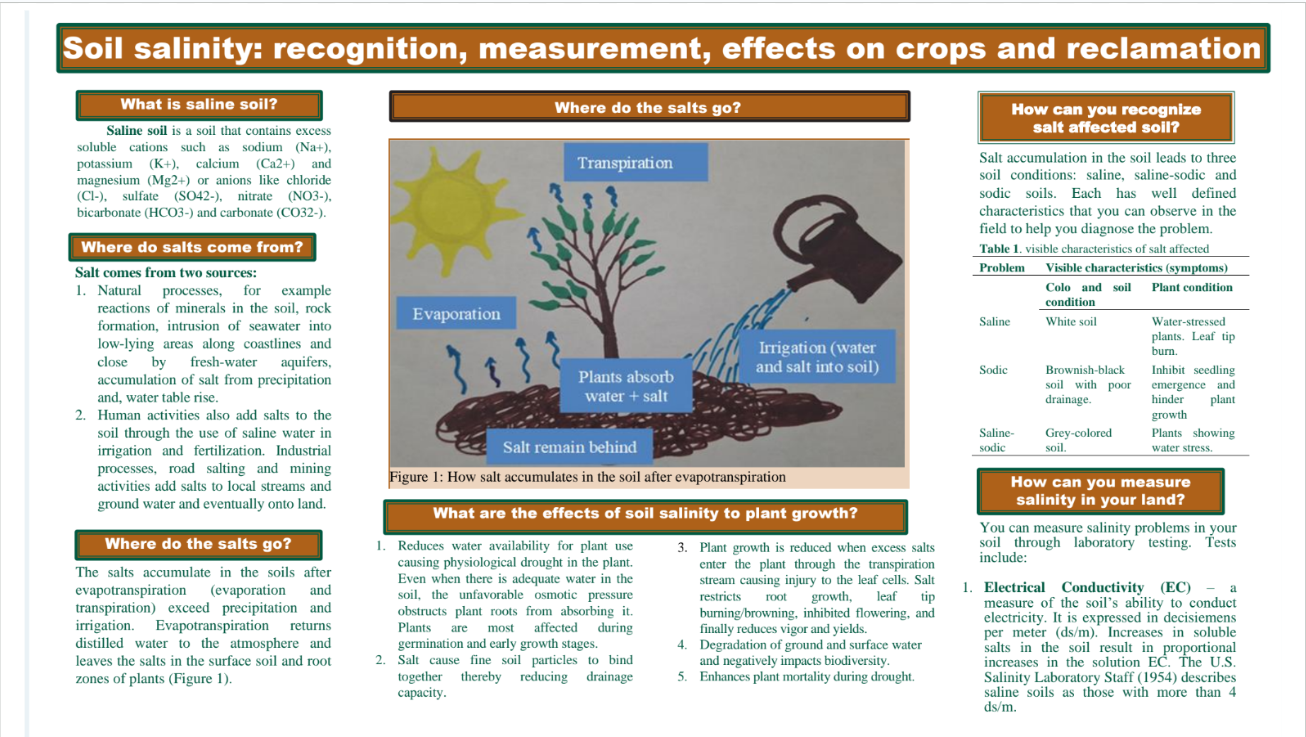 Soil salinity: recognition, measurement, effects on crops and reclamation
What is saline soil?
Saline soil is a soil that contains excess
soluble cations such as sodium (Na+),
potassium (K+), calcium (Ca2+) and
magnesium (Mg2+) or anions like chloride
(Cl-), sulfate (SO42-), nitrate (NO3-),
bicarbonate (HCO3-) and carbonate (CO32-).
Where do salts come from?
Salt comes from two sources:
1. Natural processes, for example
reactions of minerals in the soil, rock
formation, intrusion of seawater into
low-lying areas along coastlines and
close by fresh-water aquifers,
accumulation of salt from precipitation
and, water table rise.
2. Human activities also add salts to the
soil through the use of saline water in
irrigation and fertilization. Industrial
processes, road salting and mining
activities add salts to local streams and
ground water and eventually onto land.
Where do the salts go?
The salts accumulate in the soils after
evapotranspiration (evaporation and
transpiration) exceed precipitation and
irrigation. Evapotranspiration returns
distilled water to the atmosphere and
leaves the salts in the surface soil and root
zones of plants (Figure 1).
Where do the salts go?
Transpiration
Evaporation
Irrigation (water
and salt into soil)
Plants absorb
water + salt
Salt remain behind
Figure 1: How salt accumulates in the soil after evapotranspiration
What are the effects of soil salinity to plant growth?
1. Reduces water availability for plant use
causing physiological drought in the plant.
Even when there is adequate water in the
soil, the unfavorable osmotic pressure
obstructs plant roots from absorbing it.
Plants are most affected during
germination and early growth stages.
2. Salt cause fine soil particles to bind
together thereby reducing drainage
capacity.
3. Plant growth is reduced when excess salts
enter the plant through the transpiration
stream causing injury to the leaf cells. Salt
restricts root growth, leaf tip
burning/browning, inhibited flowering, and
finally reduces vigor and yields.
4. Degradation of ground and surface water
and negatively impacts biodiversity.
5. Enhances plant mortality during drought.
How can you recognize
salt affected soil?
Salt accumulation in the soil leads to three
soil conditions: saline, saline-sodic and
sodic soils. Each has well defined
characteristics that you can observe in the
field to help you diagnose the problem.
Table 1. visible characteristics of salt affected
Problem Visible characteristics (symptoms)
Colo and soil Plant condition
condition
Saline White soil Water-stressed
plants. Leaf tip
burn.
Sodic Brownish-black Inhibit seedling
soil with poor emergence and
drainage. hinder plant
growth
Saline- Grey-colored Plants showing
sodic soil. water stress.
How can you measure
salinity in your land?
You can measure salinity problems in your
soil through laboratory testing. Tests
include:
1. Electrical Conductivity (EC) – a
measure of the soil's ability to conduct
electricity. It is expressed in decisiemens
per meter (ds/m). Increases in soluble
salts in the soil result in proportional
increases in the solution EC. The U.S.
Salinity Laboratory Staff (1954) describes
saline soils as those with more than 4
ds/m.